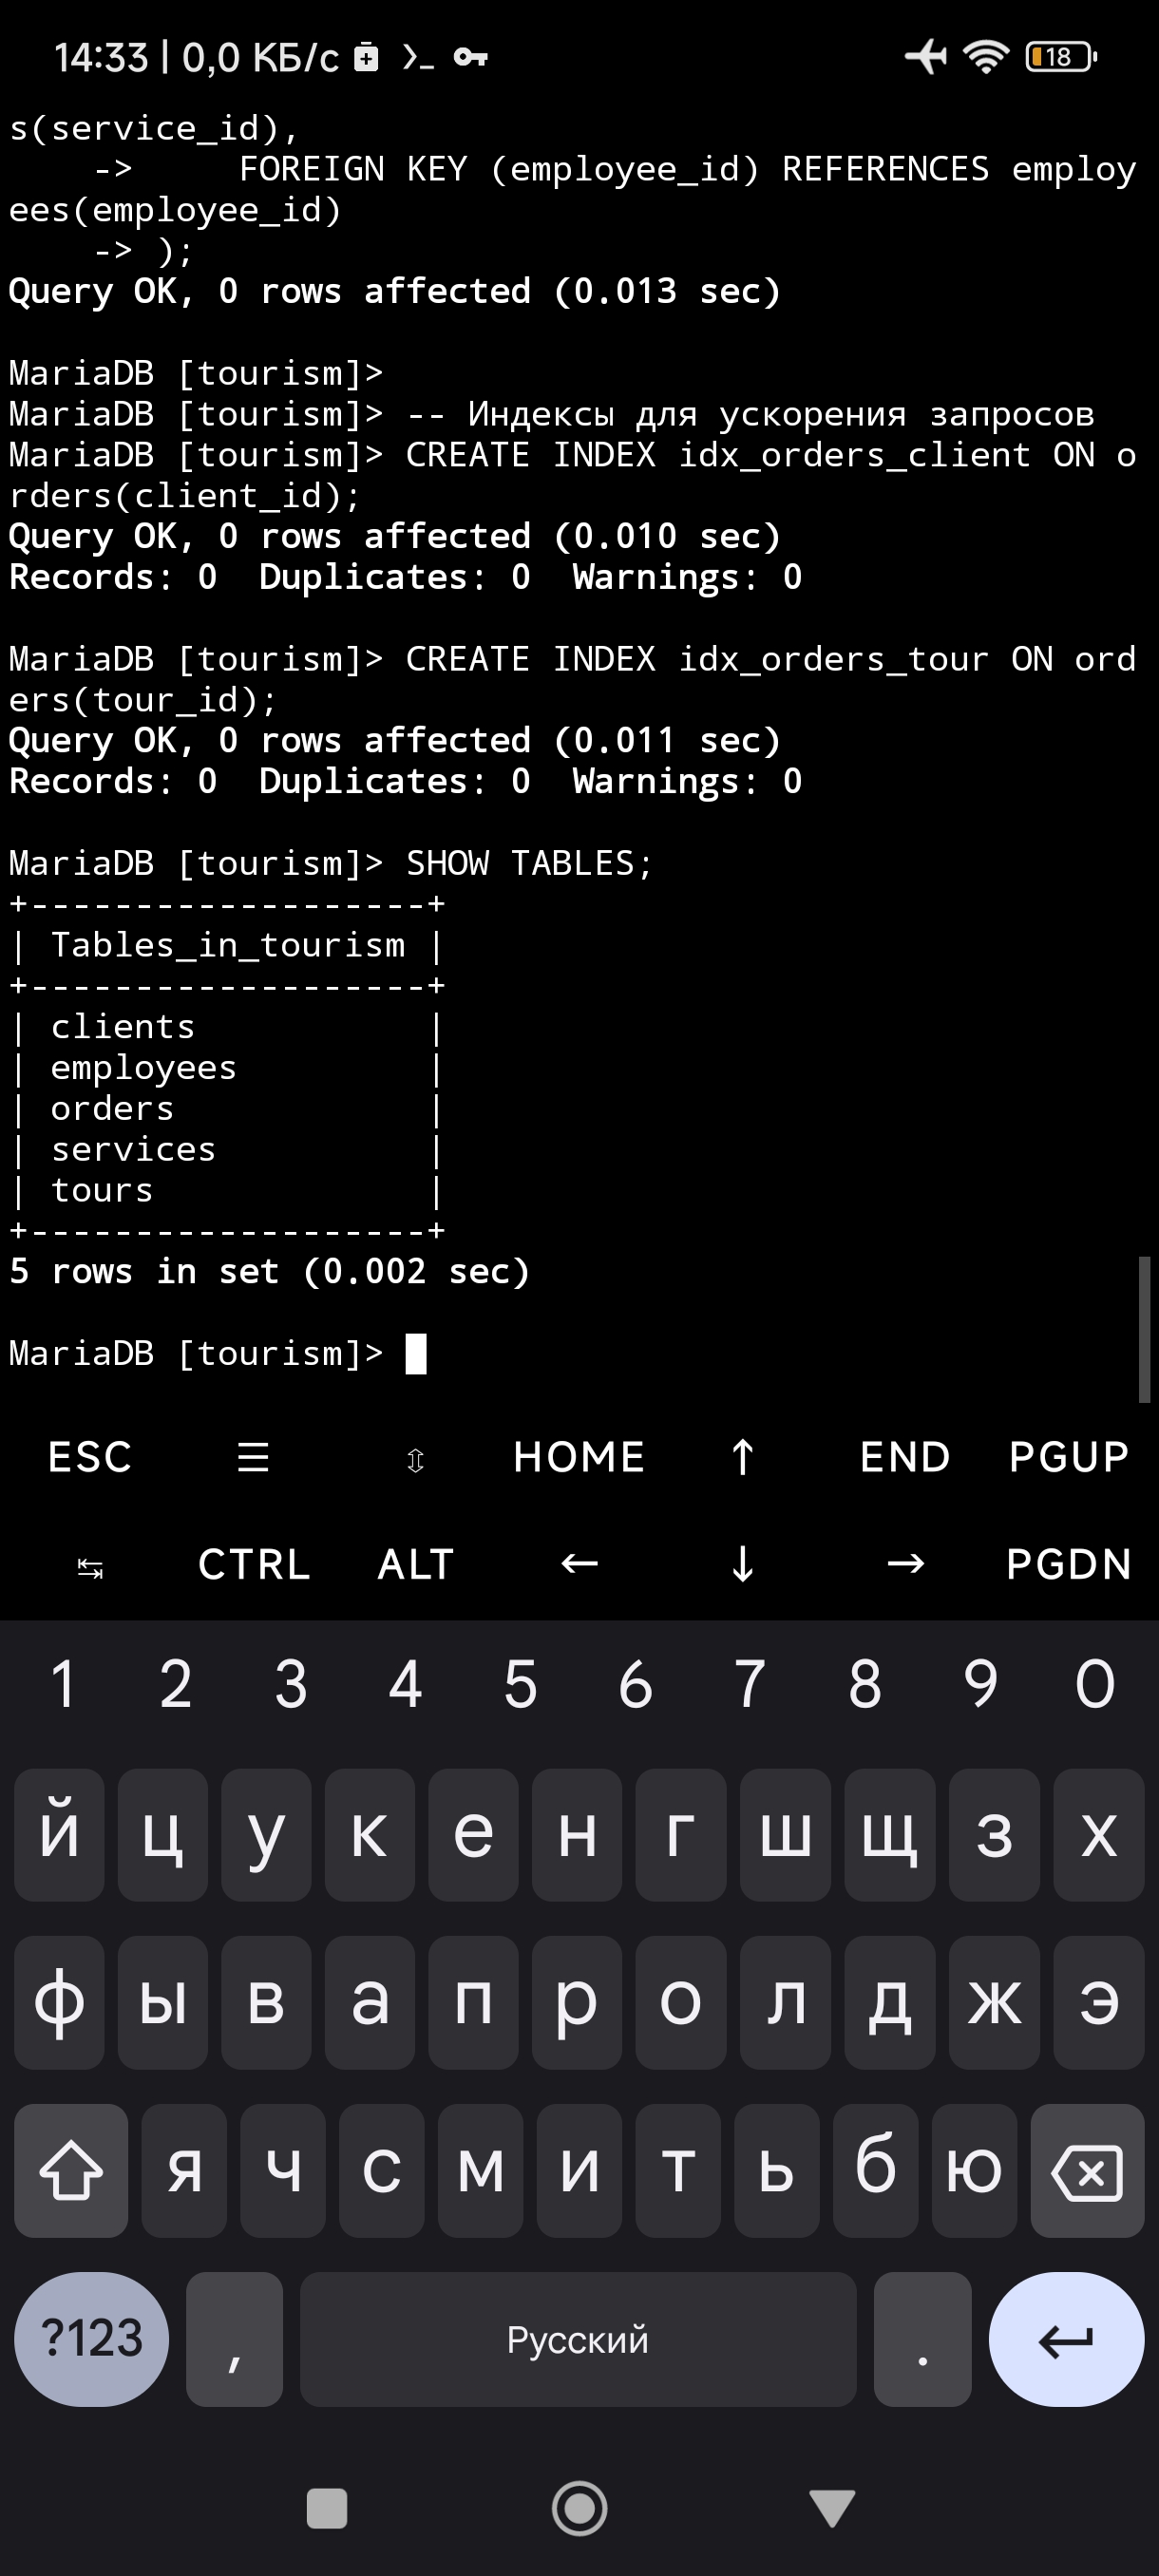 14:33 | 0,0 КБ/с 18
s(service_id),
    ->     FOREIGN KEY (employee_id) REFERENCES employ
ees(employee_id)
    -> );
Query OK, 0 rows affected (0.013 sec)
MariaDB [tourism]>
MariaDB [tourism]> -- Индексы для ускорения запросов
MariaDB [tourism]> CREATE INDEX idx_orders_client ON o
rders(client_id);
Query OK, 0 rows affected (0.010 sec)
Records: 0  Duplicates: 0  Warnings: 0
MariaDB [tourism]> CREATE INDEX idx_orders_tour ON ord
ers(tour_id);
Query OK, 0 rows affected (0.011 sec)
Records: 0  Duplicates: 0  Warnings: 0
MariaDB [tourism]> SHOW TABLES;
+-------------------+
| Tables_in_tourism |
+-------------------+
| clients           |
| employees         |
| orders            |
| services          |
| tours             |
+-------------------+
5 rows in set (0.002 sec)
MariaDB [tourism]>
ESC ☰ ⇳ HOME ↑ END PGUP
↹ CTRL ALT ← ↓ → PGDN
1 2 3 4 5 6 7 8 9 0
й ц у к е н г ш щ з х
ф ы в а п р о л д ж э
я ч с м и т ь б ю
?123 , Русский .